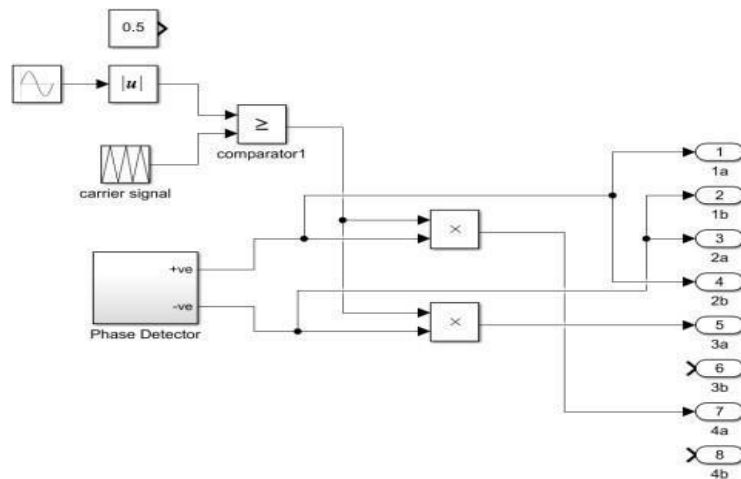 0.5
|u|
≥
comparator1
carrier signal
1
1a
2
1b
×
3
2a
+ve
4
2b
-ve
×
5
3a
Phase Detector
6
3b
7
4a
8
4b